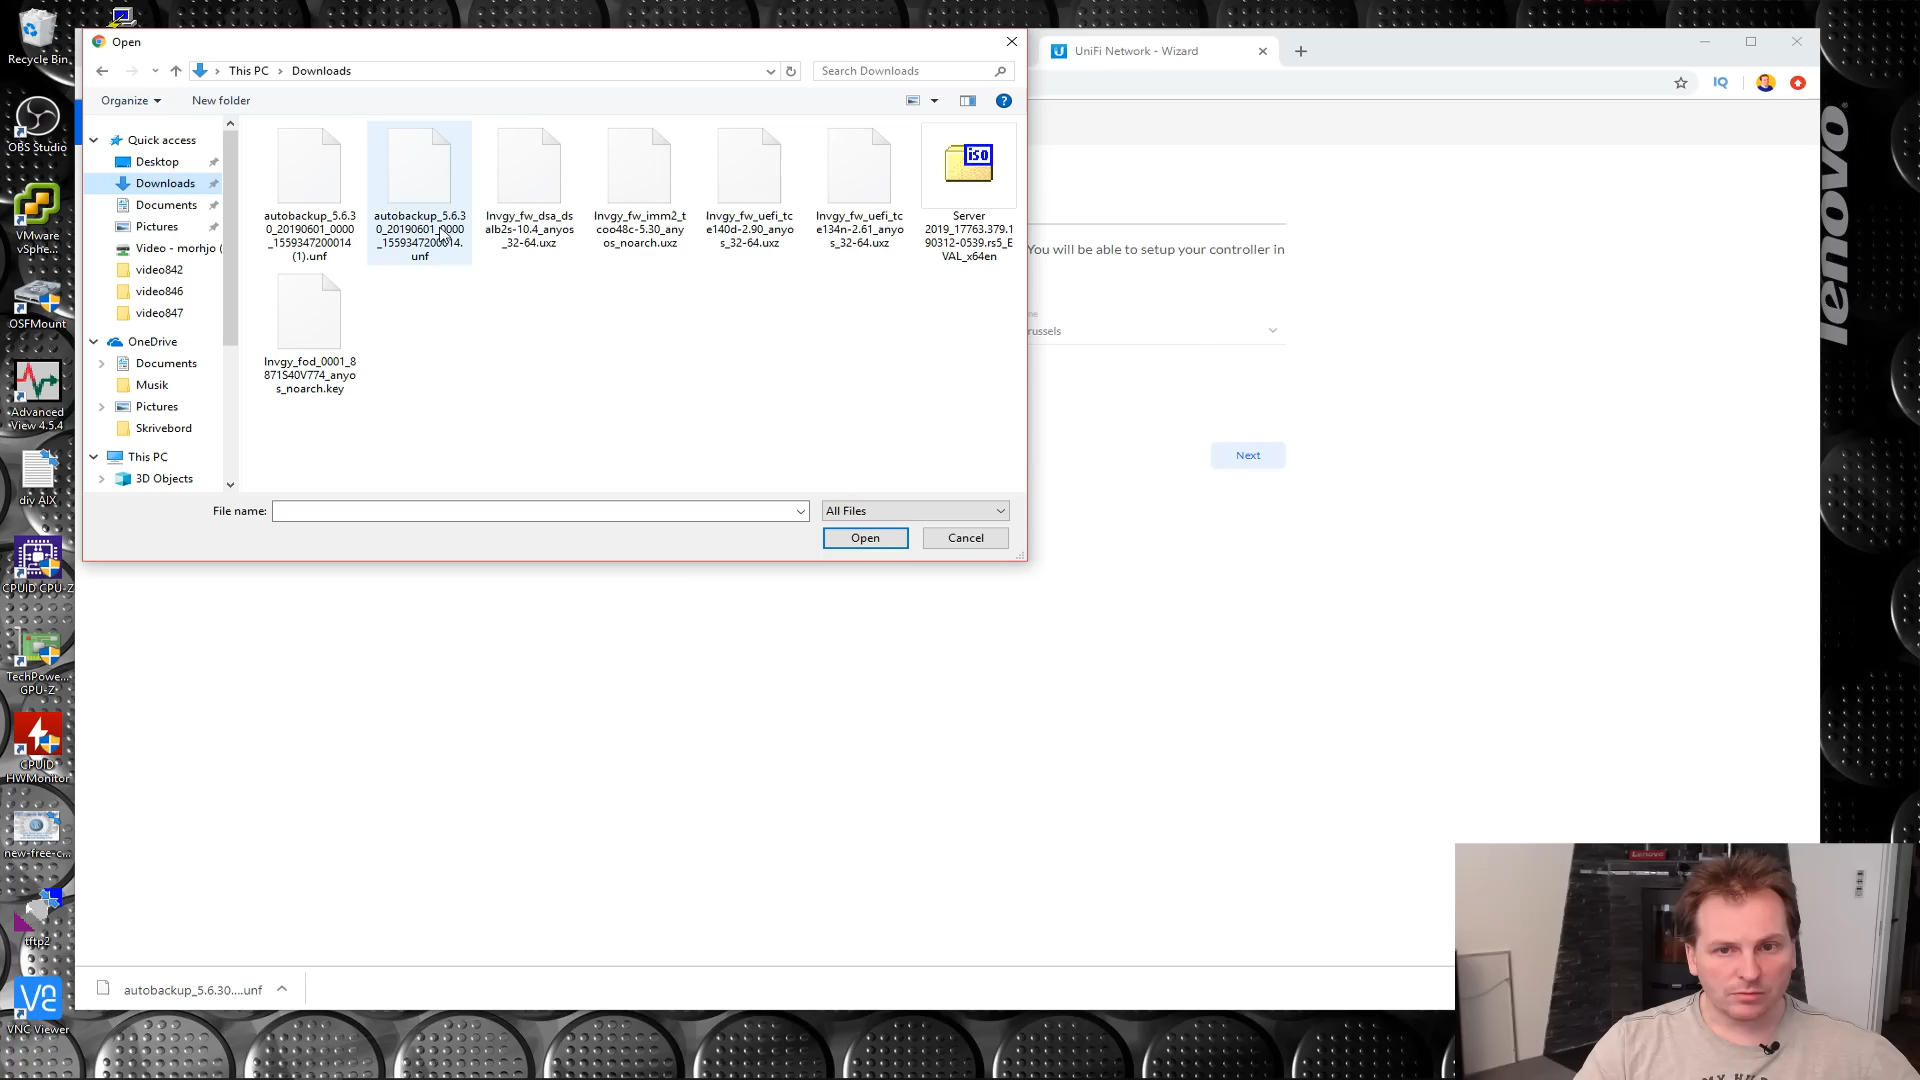 Recycle Bin
OBS Studio
VMware
vSphe...
OSFMount
Advanced
View 4.5.4
div AIX
CPUID CPU-Z
TechPowe...
GPU-Z
CPUID
HWMonitor
new-free-c...
tftp2
VNC Viewer
Open
This PC
Downloads
Search Downloads
Organize
New folder
Quick access
Desktop
Downloads
Documents
Pictures
Video - morhjo (
video842
video846
video847
OneDrive
Documents
Musik
Pictures
Skrivebord
This PC
3D Objects
autobackup_5.6.3
0_20190601_0000
_1559347200014
(1).unf
autobackup_5.6.3
0_20190601_0000
_1559347200014.
unf
lnvgy_fw_dsa_ds
alb2s-10.4_anyos
_32-64.uxz
lnvgy_fw_imm2_t
coo48c-5.30_any
os_noarch.uxz
lnvgy_fw_uefi_tc
e140d-2.90_anyo
s_32-64.uxz
lnvgy_fw_uefi_tc
e134n-2.61_anyo
s_32-64.uxz
iso
Server
2019_17763.379.1
90312-0539.rs5_E
VAL_x64en
lnvgy_fod_0001_8
871S40V774_anyo
s_noarch.key
File name:
All Files
Open
Cancel
UniFi Network - Wizard
IQ
You will be able to setup your controller in
me
russels
Next
autobackup_5.6.30....unf
lenovo
Lenovo